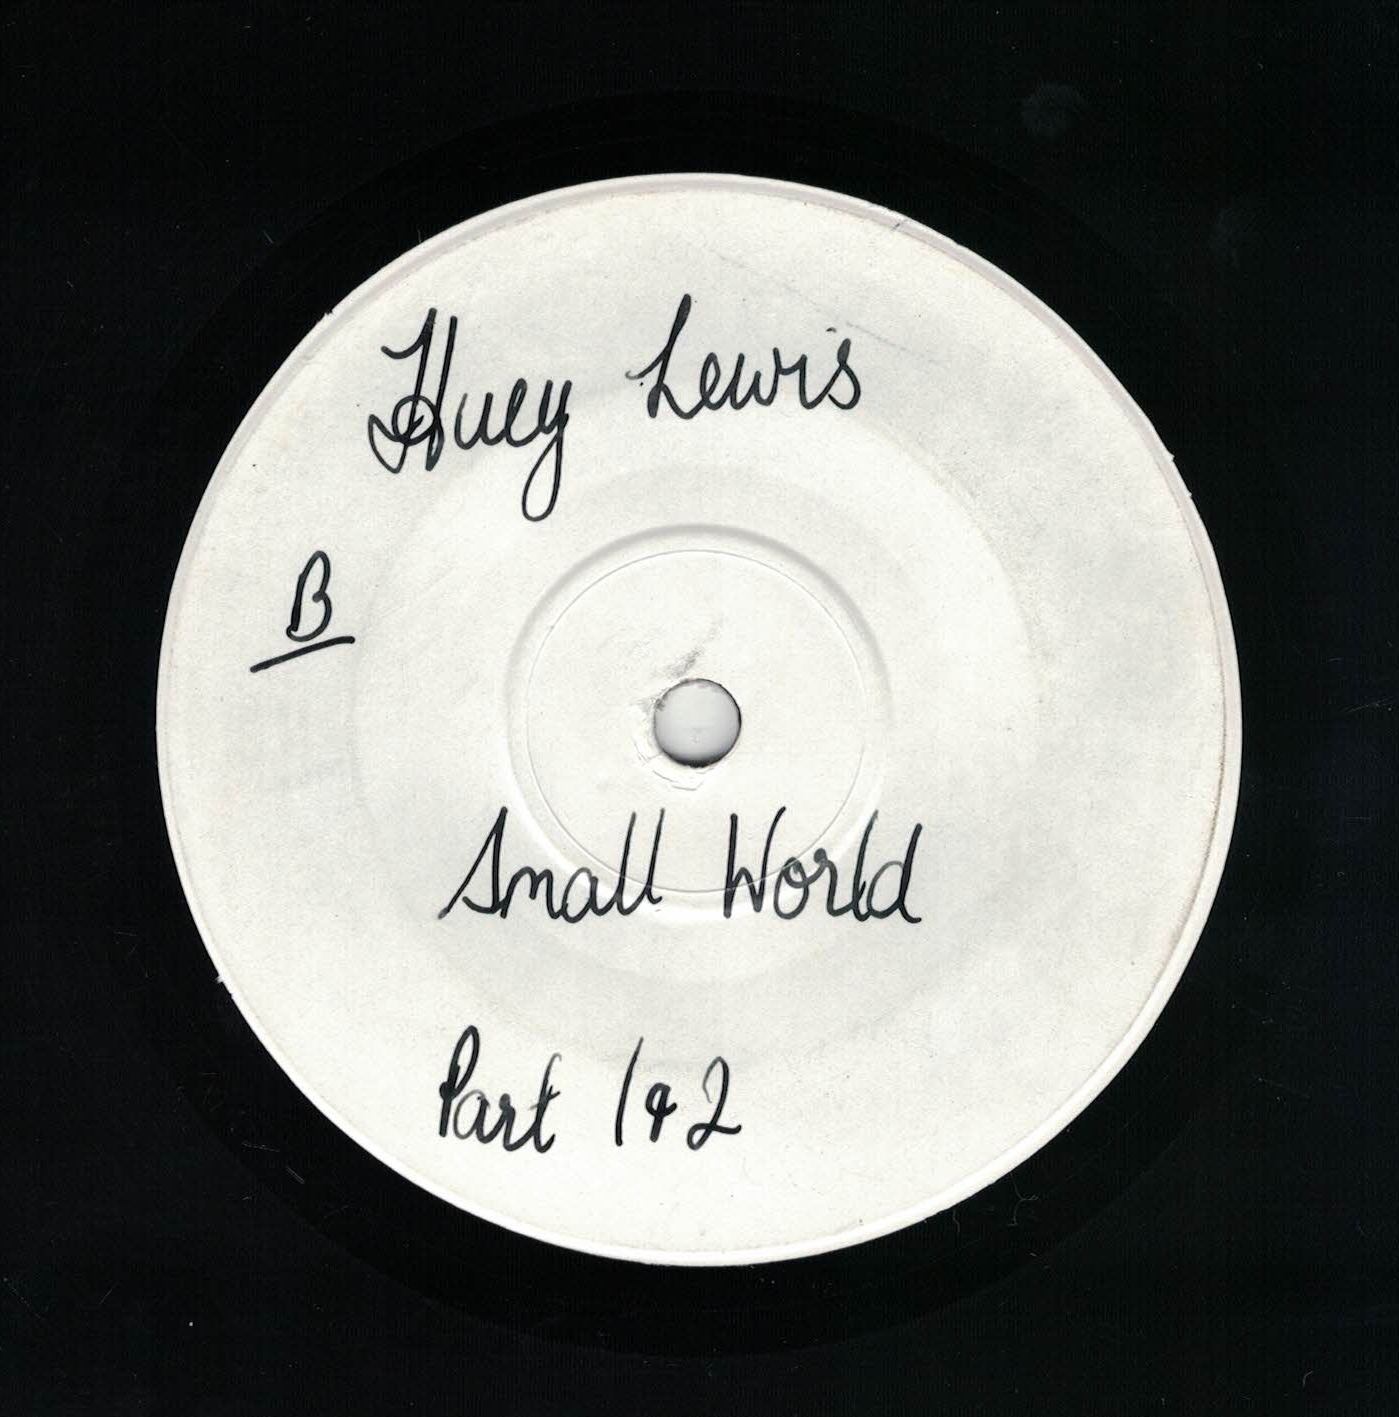 Huey Lewis
B
Small World
Part 1&2